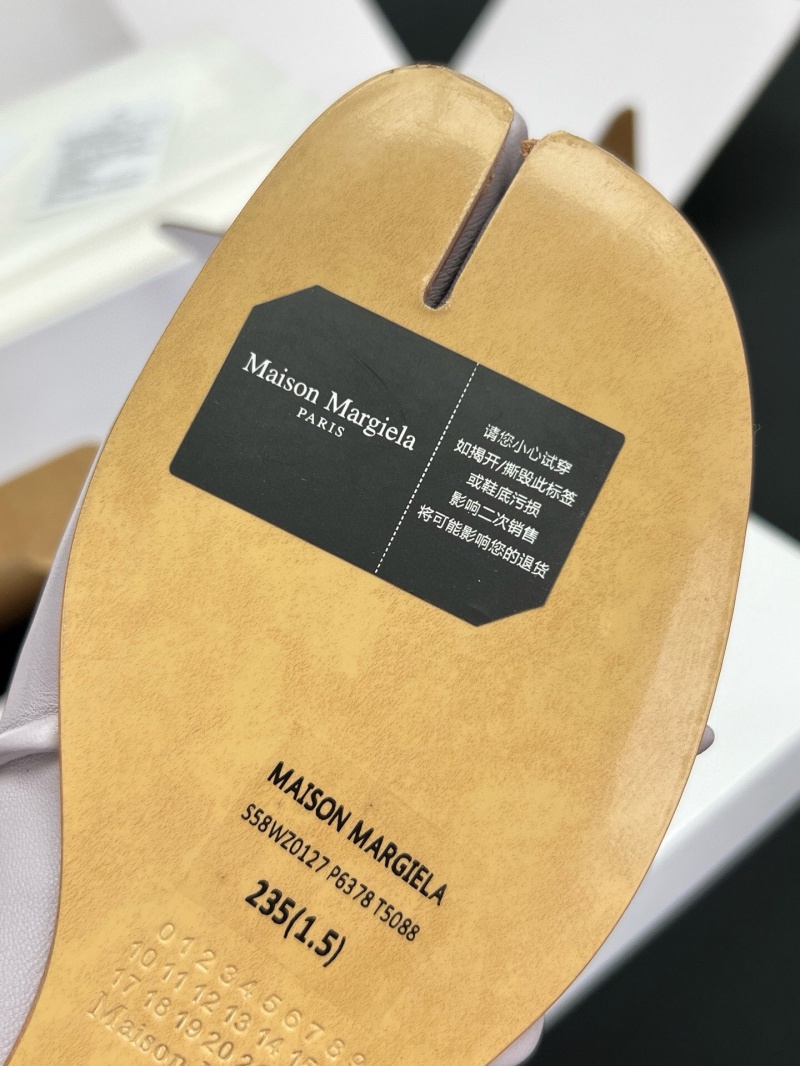 Maison Margiela
PARIS
请您小心试穿
如揭开/撕毁此标签
或鞋底污损
影响二次销售
将可能影响您的退货
MAISON MARGIELA
S58WZ0127 P6378 T5088
235(1.5)
0 1 2 3 4 5 6 7 8 9
10 11 12 13 14 15
17 18 19 20 2
Maison